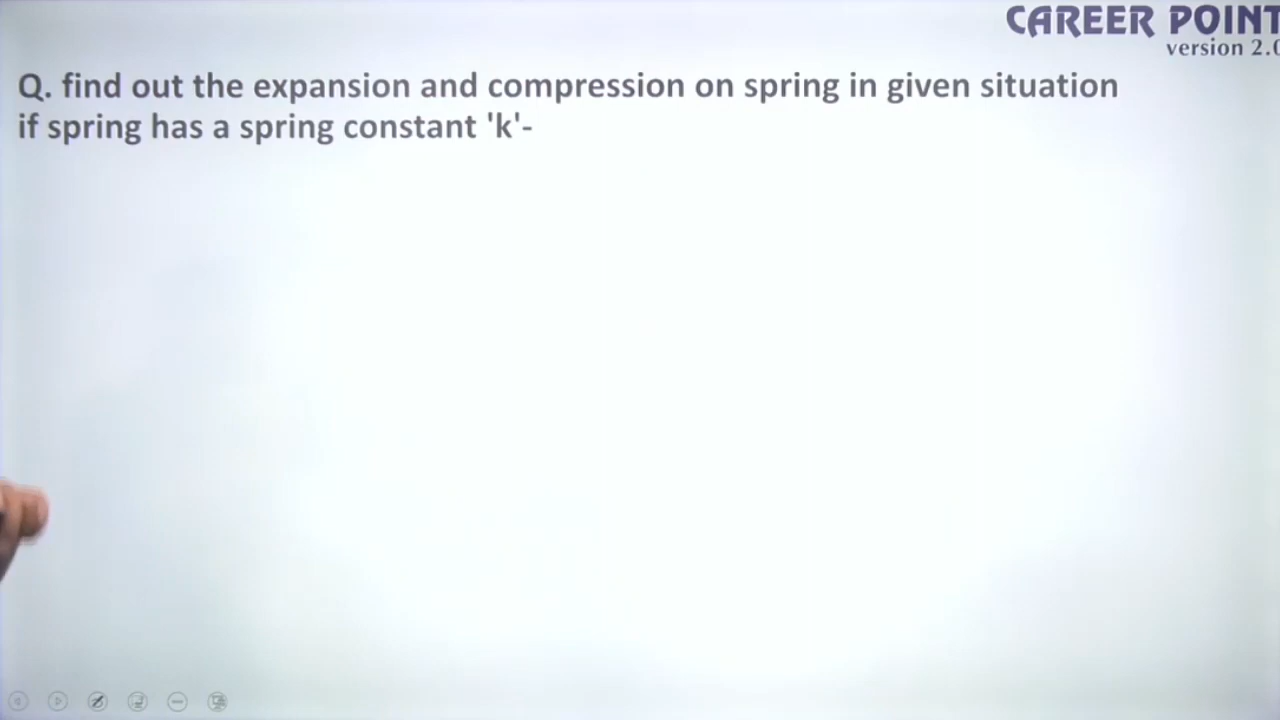 CAREER POINT
version 2.0
Q. find out the expansion and compression on spring in given situation
if spring has a spring constant 'k'-